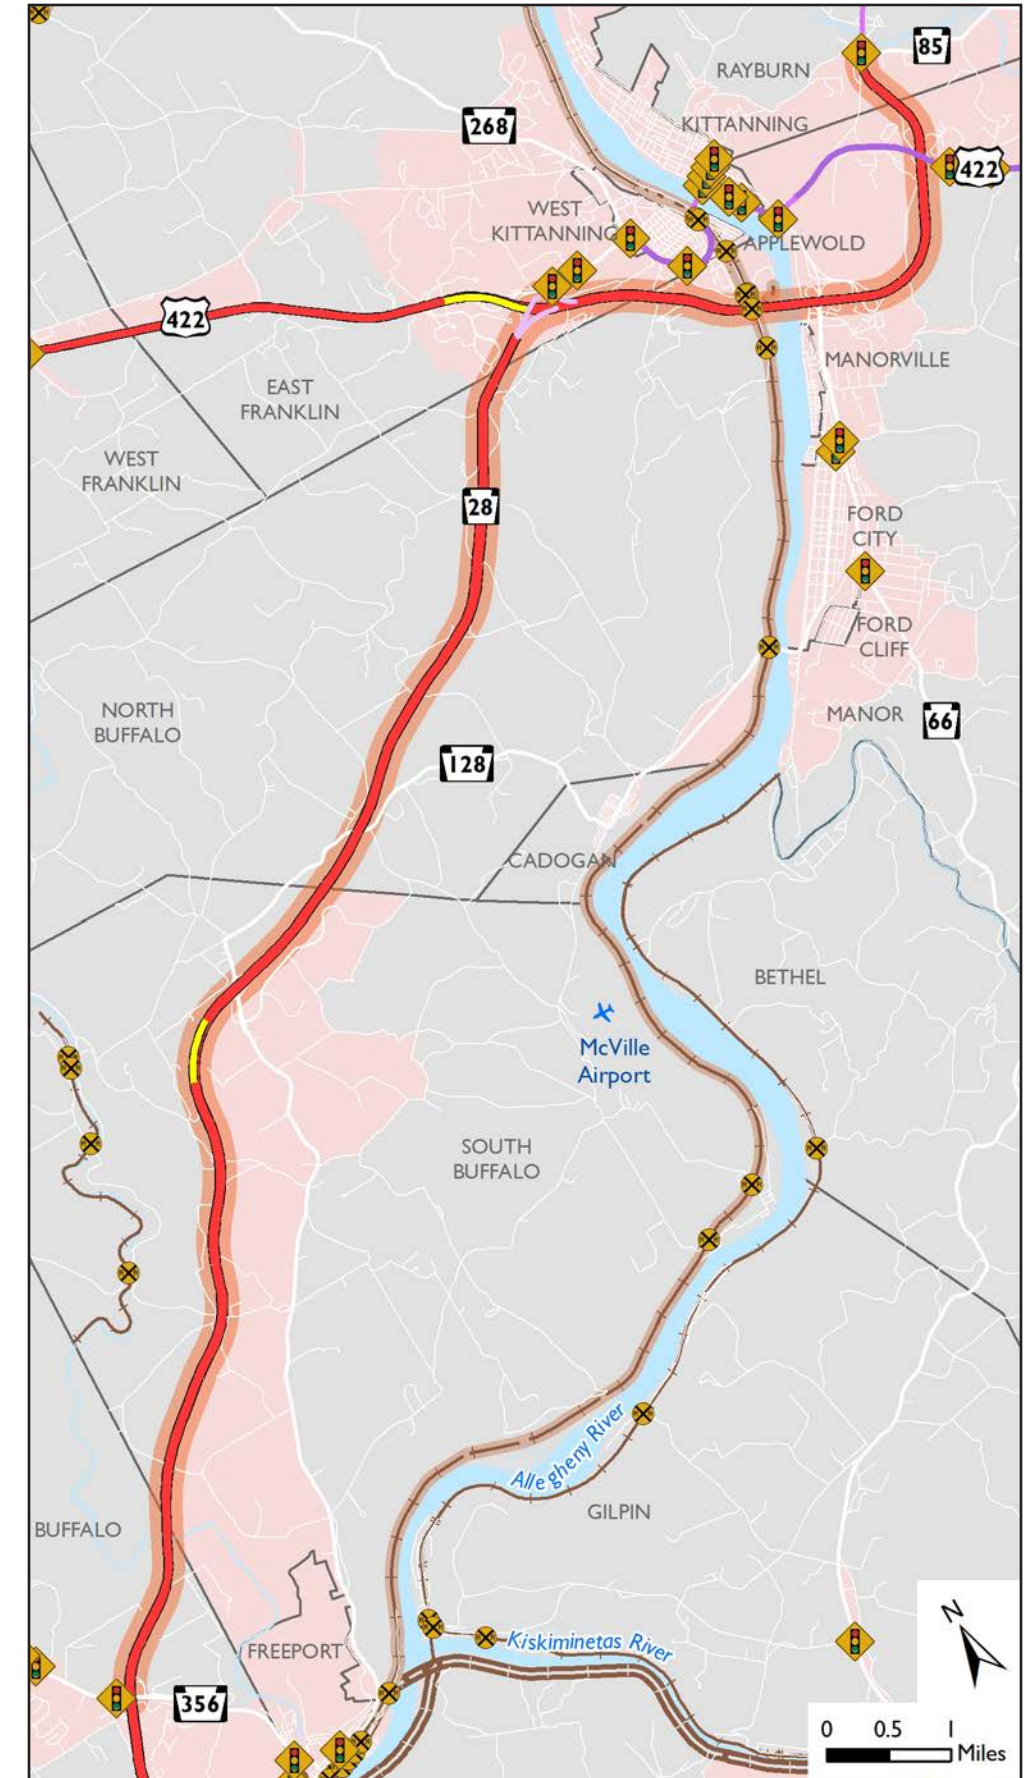 85
RAYBURN
268
KITTANNING
422
WEST
KITTANNING
APPLEWOLD
422
MANORVILLE
EAST
FRANKLIN
WEST
FRANKLIN
28
FORD
CITY
FORD
CLIFF
NORTH
BUFFALO
MANOR
66
128
CADOGAN
BETHEL
McVille
Airport
SOUTH
BUFFALO
Allegheny River
GILPIN
BUFFALO
N
Kiskiminetas River
FREEPORT
356
0 0.5 1
Miles